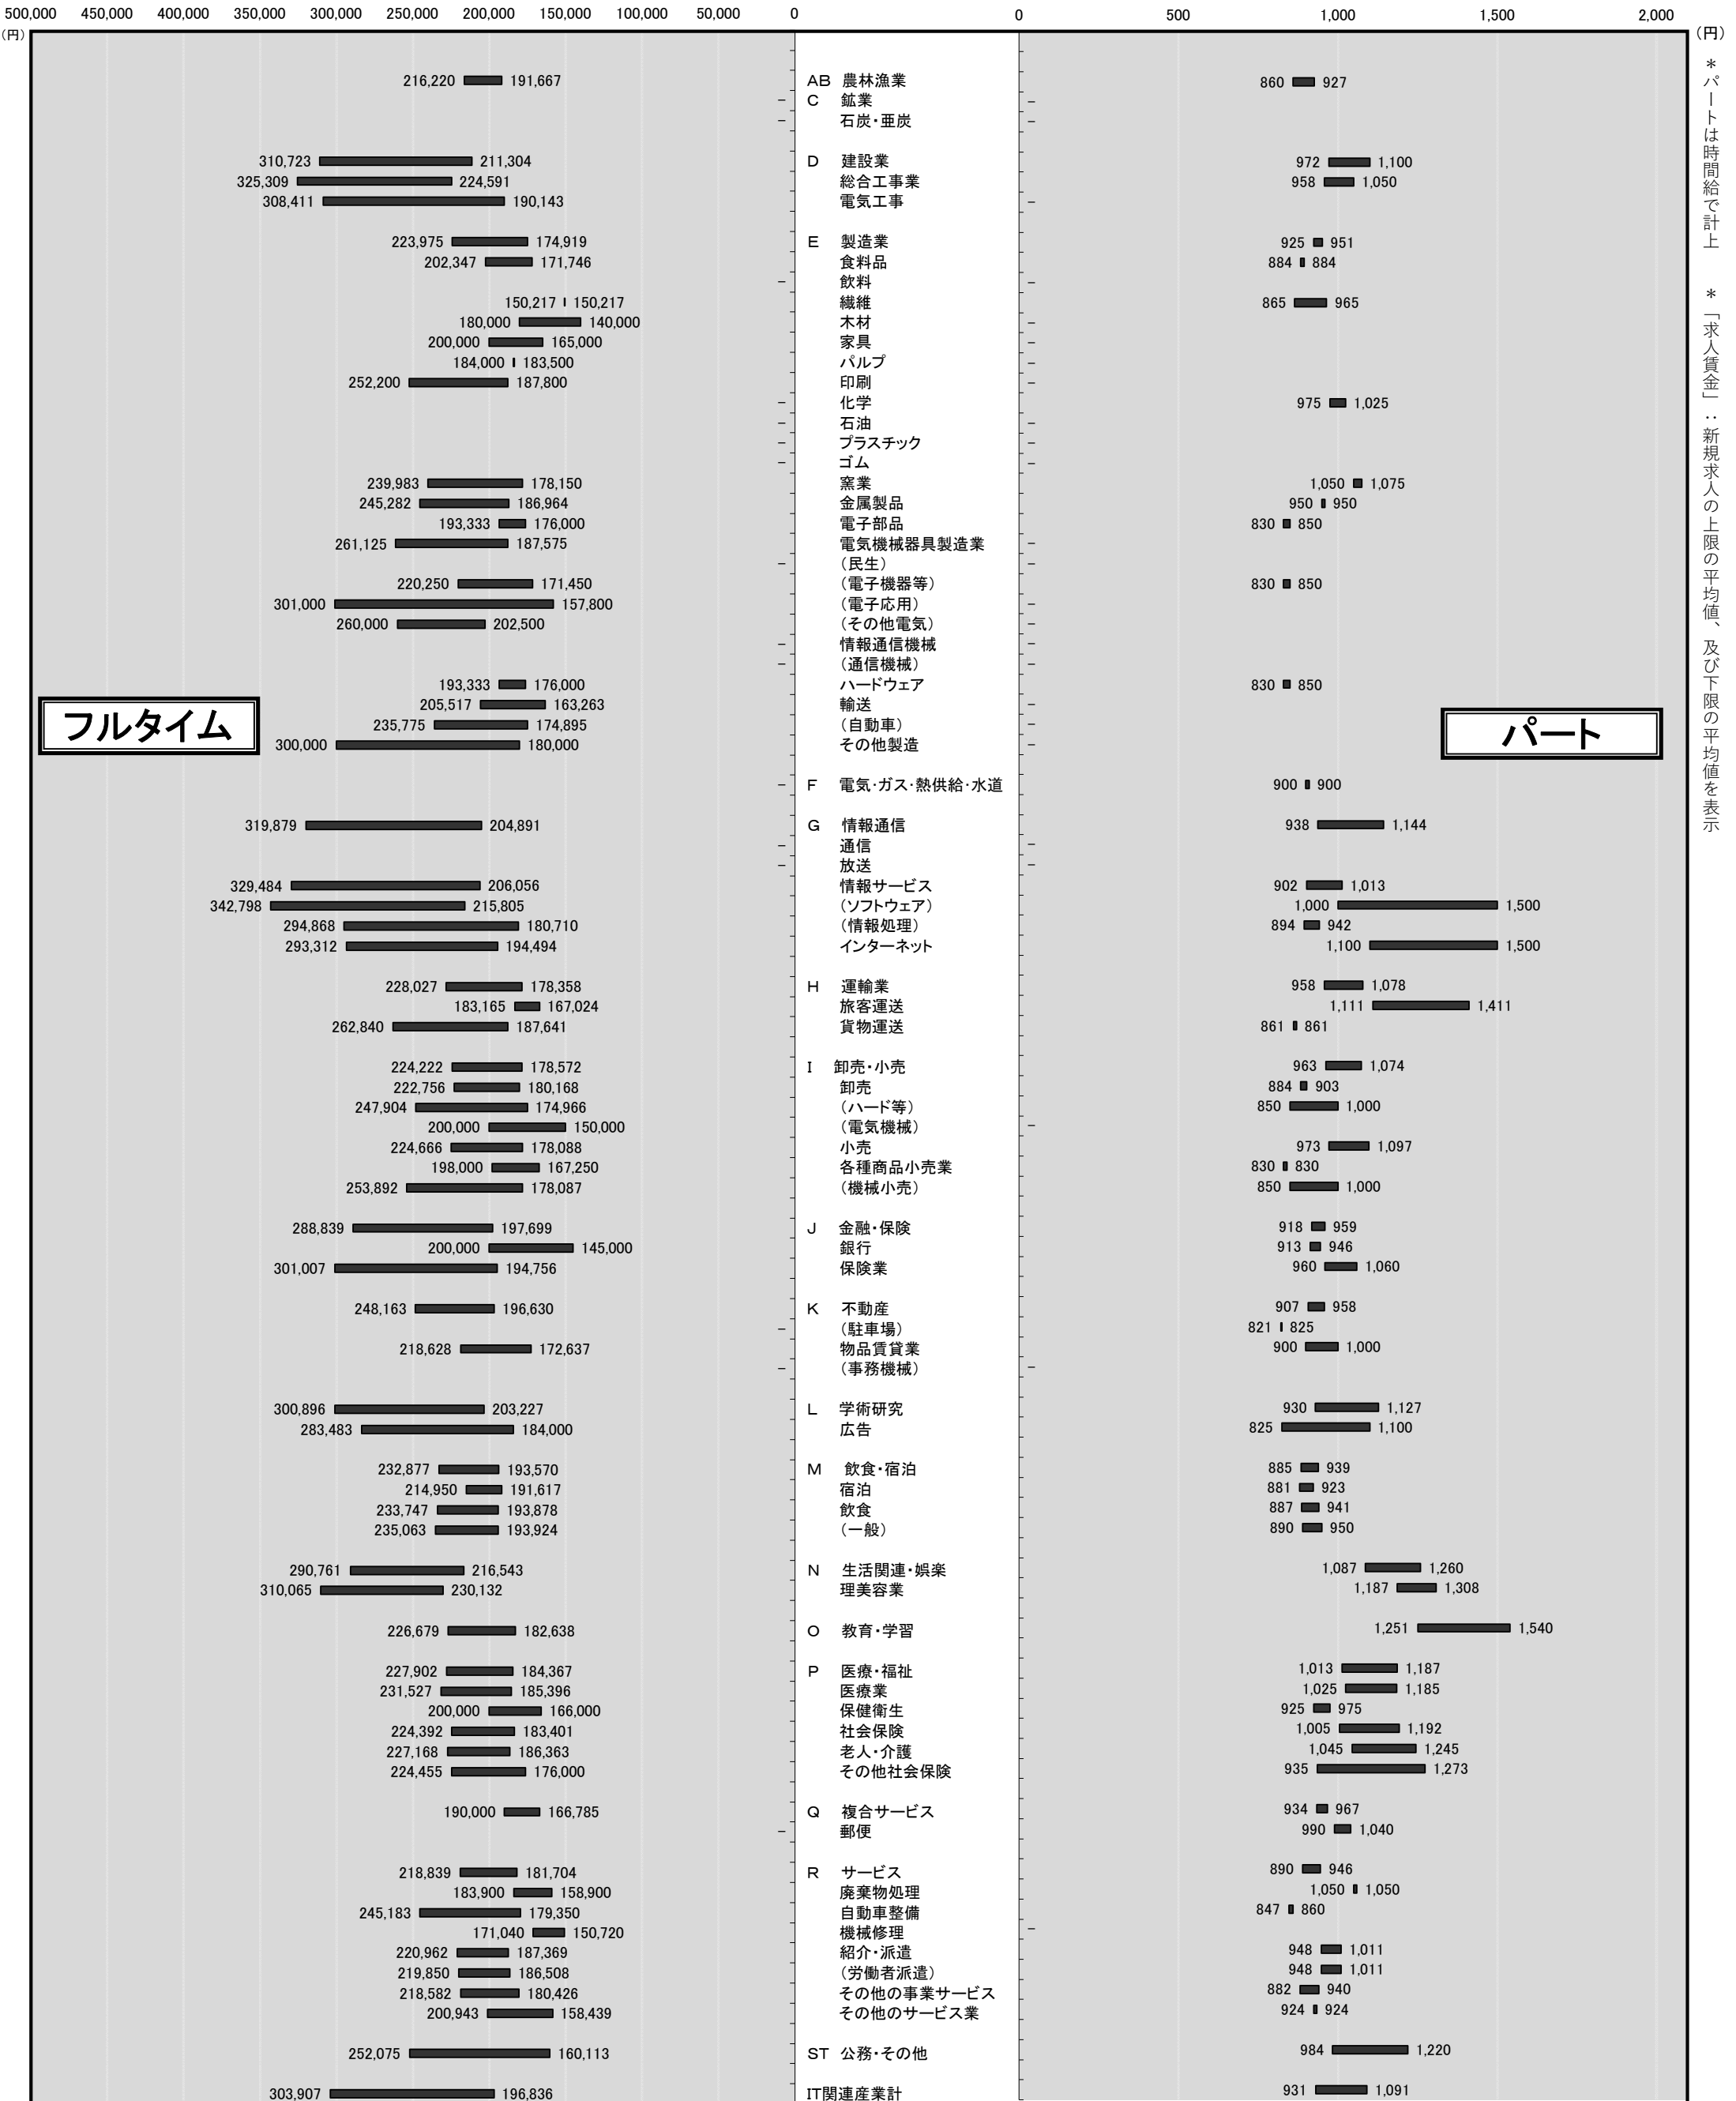 500,000 450,000 400,000 350,000 300,000 250,000 200,000 150,000 100,000 50,000 0 0 500 1,000 1,500 2,000
(円) (円)
216,220 191,667 AB 農林漁業 860 927
- C 鉱業 -
- 石炭・亜炭 -
310,723 211,304 D 建設業 972 1,100
325,309 224,591 総合工事業 958 1,050
308,411 190,143 電気工事 -
223,975 174,919 E 製造業 925 951
202,347 171,746 食料品 884 884
- 飲料 -
150,217 150,217 繊維 865 965
180,000 140,000 木材 -
200,000 165,000 家具 -
184,000 183,500 パルプ -
252,200 187,800 印刷 -
- 化学 975 1,025
- 石油 -
- プラスチック -
- ゴム -
239,983 178,150 窯業 1,050 1,075
245,282 186,964 金属製品 950 950
193,333 176,000 電子部品 830 850
261,125 187,575 電気機械器具製造業 -
- (民生) -
220,250 171,450 (電子機器等) 830 850
301,000 157,800 (電子応用) -
260,000 202,500 (その他電気) -
- 情報通信機械 -
- (通信機械) -
193,333 176,000 ハードウェア 830 850
205,517 163,263 輸送
235,775 174,895 (自動車)
300,000 180,000 その他製造 -
フルタイム
パート
- F 電気・ガス・熱供給・水道 900 900
319,879 204,891 G 情報通信 938 1,144
- 通信 -
- 放送 -
329,484 206,056 情報サービス 902 1,013
342,798 215,805 (ソフトウェア) 1,000 1,500
294,868 180,710 (情報処理) 894 942
293,312 194,494 インターネット 1,100 1,500
228,027 178,358 H 運輸業 958 1,078
183,165 167,024 旅客運送 1,111 1,411
262,840 187,641 貨物運送 861 861
224,222 178,572 I 卸売・小売 963 1,074
222,756 180,168 卸売 884 903
247,904 174,966 (ハード等) 850 1,000
200,000 150,000 (電気機械) -
224,666 178,088 小売 973 1,097
198,000 167,250 各種商品小売業 830 830
253,892 178,087 (機械小売) 850 1,000
288,839 197,699 J 金融・保険 918 959
200,000 145,000 銀行 913 946
301,007 194,756 保険業 960 1,060
248,163 196,630 K 不動産 907 958
- (駐車場) 821 825
218,628 172,637 物品賃貸業 900 1,000
- (事務機械) -
300,896 203,227 L 学術研究 930 1,127
283,483 184,000 広告 825 1,100
232,877 193,570 M 飲食・宿泊 885 939
214,950 191,617 宿泊 881 923
233,747 193,878 飲食 887 941
235,063 193,924 (一般) 890 950
290,761 216,543 N 生活関連・娯楽 1,087 1,260
310,065 230,132 理美容業 1,187 1,308
226,679 182,638 O 教育・学習 1,251 1,540
227,902 184,367 P 医療・福祉 1,013 1,187
231,527 185,396 医療業 1,025 1,185
200,000 166,000 保健衛生 925 975
224,392 183,401 社会保険 1,005 1,192
227,168 186,363 老人・介護 1,045 1,245
224,455 176,000 その他社会保険 935 1,273
190,000 166,785 Q 複合サービス 934 967
- 郵便 990 1,040
218,839 181,704 R サービス 890 946
183,900 158,900 廃棄物処理 1,050 1,050
245,183 179,350 自動車整備 847 860
171,040 150,720 機械修理 -
220,962 187,369 紹介・派遣 948 1,011
219,850 186,508 (労働者派遣) 948 1,011
218,582 180,426 その他の事業サービス 882 940
200,943 158,439 その他のサービス業 924 924
252,075 160,113 ST 公務・その他 984 1,220
303,907 196,836 IT関連産業計 931 1,091
*パートは時間給で計上 *「求人賃金」:新規求人の上限の平均値、及び下限の平均値を表示